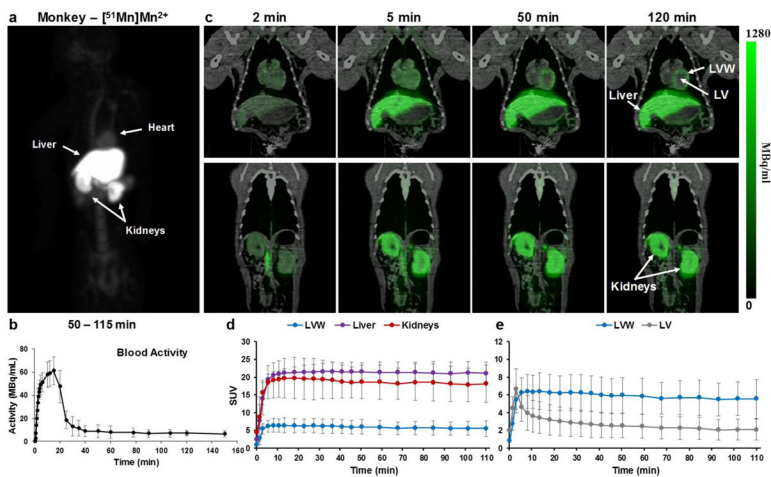 a Monkey – [⁵¹Mn]Mn²⁺
Heart
Liver
Kidneys
50 – 115 min
c 2 min 5 min 50 min 120 min
LVW
LV
Liver
Kidneys
1280
MBq/ml
0
b
Blood Activity
Activity (MBq/mL)
80
60
40
20
0
0 20 40 60 80 100 120 140 160
Time (min)
d LVW Liver Kidneys
SUV
30
25
20
15
10
5
0
0 10 20 30 40 50 60 70 80 90 100 110
Time (min)
e LVW LV
12
10
8
6
4
2
0
0 10 20 30 40 50 60 70 80 90 100 110
Time (min)